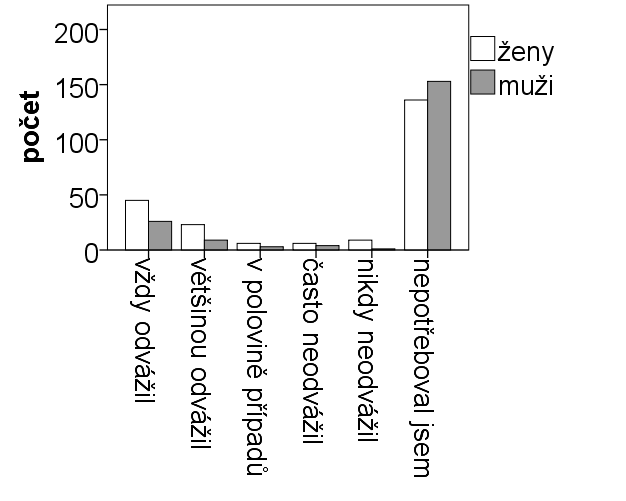 200
150
100
50
0
počet
ženy
muži
vždy odvážil
většinou odvážil
v polovině případů
často neodvážil
nikdy neodvážil
nepotřeboval jsem